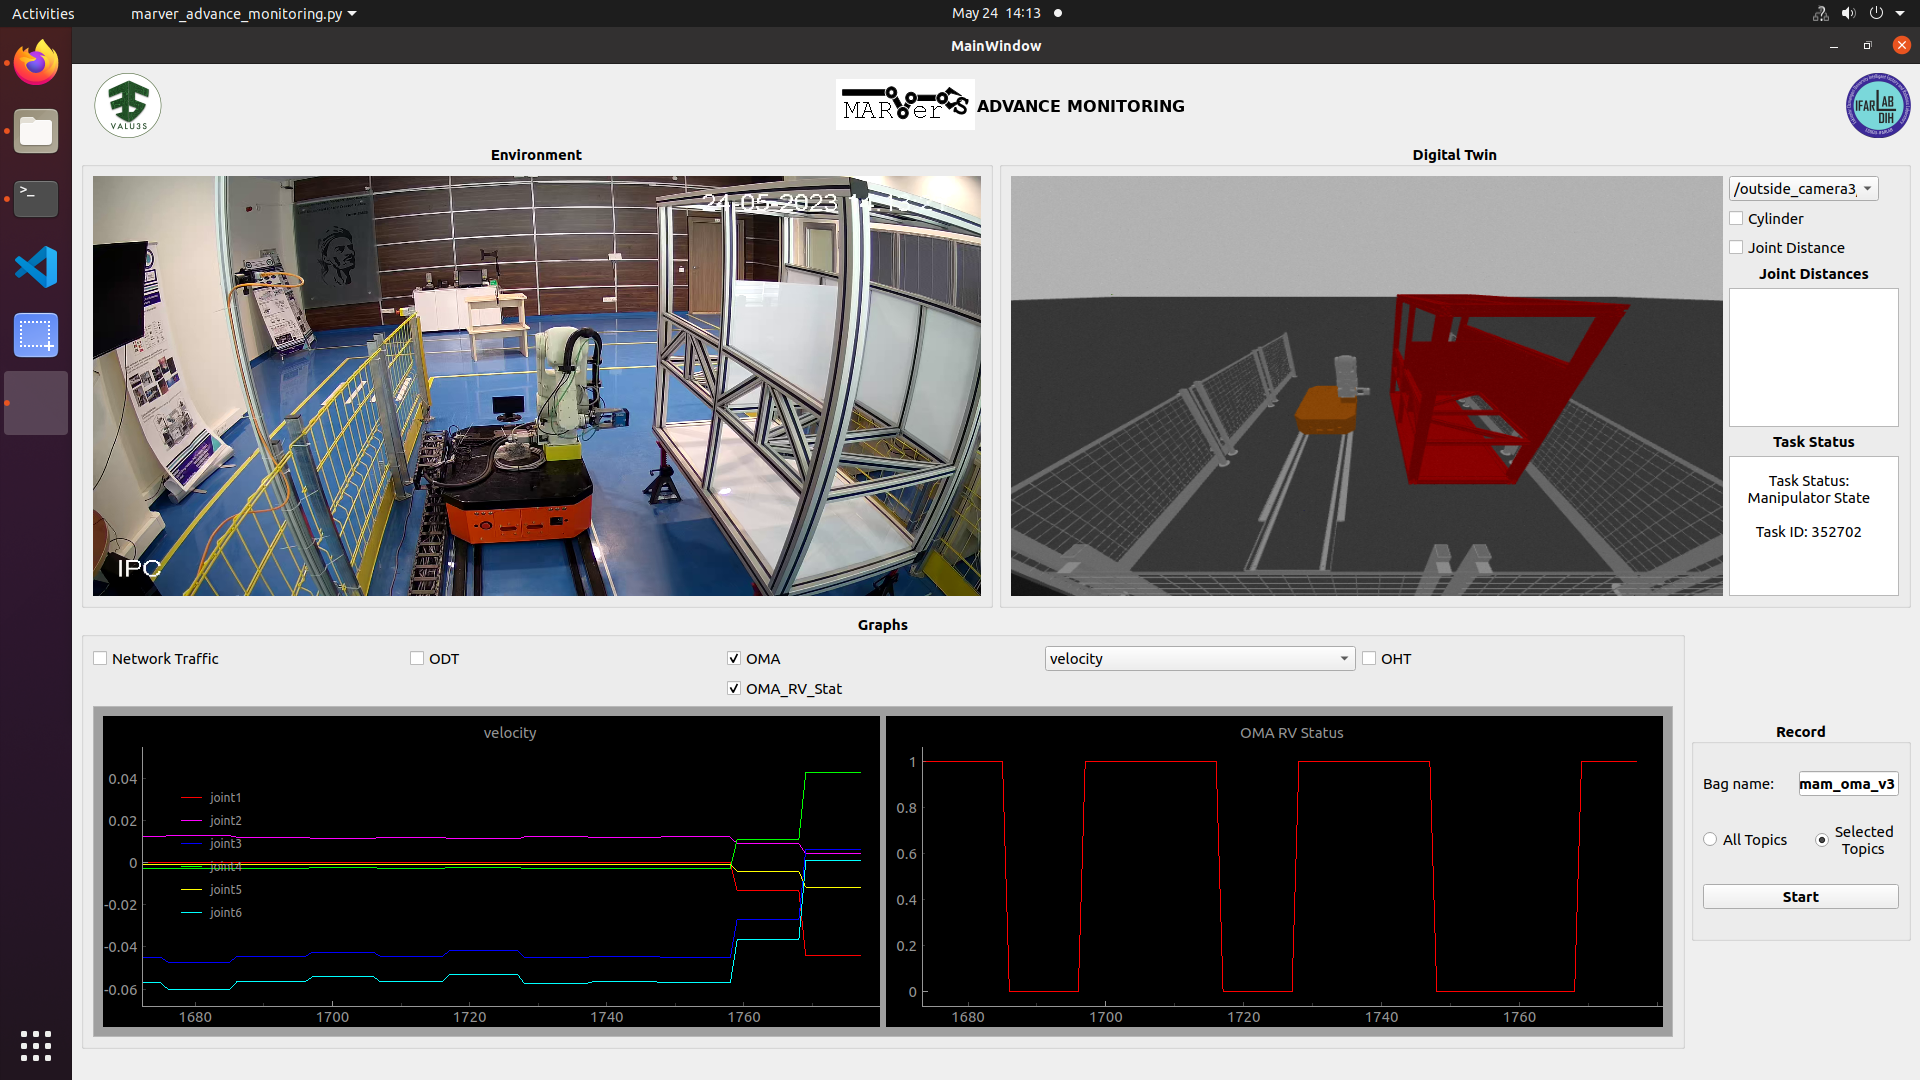 Activities
marver_advance_monitoring.py
May 24 14:13
MainWindow
VALU3S
MARVerS ADVANCE MONITORING
IFARLAB DIH
Environment
Digital Twin
24-05-2023
IPC
/outside_camera3
Cylinder
Joint Distance
Joint Distances
Task Status
Task Status:
Manipulator State
Task ID: 352702
Graphs
Network Traffic
ODT
OMA
velocity
OHT
OMA_RV_Stat
velocity
0.04
0.02
0
-0.02
-0.04
-0.06
joint1
joint2
joint3
joint4
joint5
joint6
1680 1700 1720 1740 1760
OMA RV Status
1
0.8
0.6
0.4
0.2
0
1680 1700 1720 1740 1760
Record
Bag name: mam_oma_v3
All Topics
Selected
Topics
Start